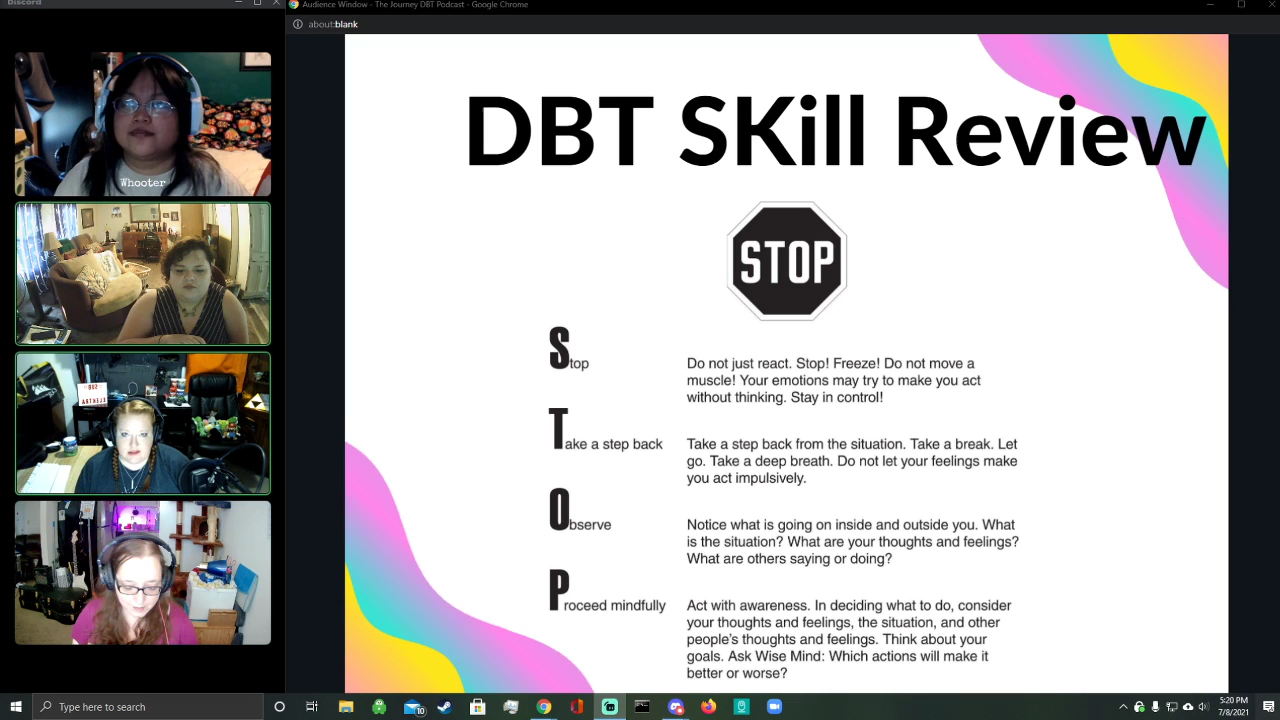 Discord
Audience Window - The Journey DBT Podcast - Google Chrome
about:blank
DBT SKill Review
STOP
Stop
Do not just react. Stop! Freeze! Do not move a
muscle! Your emotions may try to make you act
without thinking. Stay in control!
Take a step back
Take a step back from the situation. Take a break. Let
go. Take a deep breath. Do not let your feelings make
you act impulsively.
Observe
Notice what is going on inside and outside you. What
is the situation? What are your thoughts and feelings?
What are others saying or doing?
Proceed mindfully
Act with awareness. In deciding what to do, consider
your thoughts and feelings, the situation, and other
people's thoughts and feelings. Think about your
goals. Ask Wise Mind: Which actions will make it
better or worse?
Whooter
Type here to search
10
5:20 PM
7/8/2021